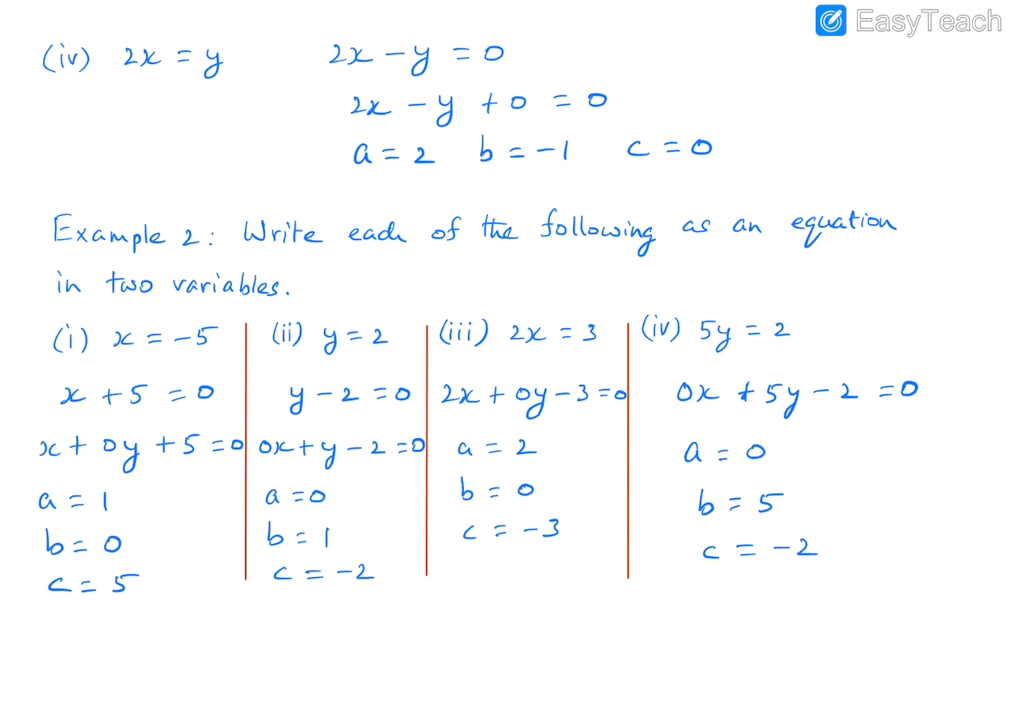 EasyTeach
(iv) 2x = y 2x - y = 0
2x - y + 0 = 0
a = 2 b = -1 c = 0
Example 2: Write each of the following as an equation
in two variables.
(i) x = -5
x + 5 = 0
x + 0y + 5 = 0
a = 1
b = 0
c = 5
(ii) y = 2
y - 2 = 0
0x + y - 2 = 0
a = 0
b = 1
c = -2
(iii) 2x = 3
2x + 0y - 3 = 0
a = 2
b = 0
c = -3
(iv) 5y = 2
0x + 5y - 2 = 0
a = 0
b = 5
c = -2